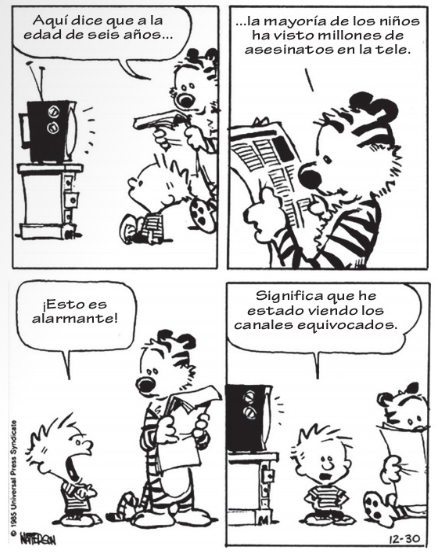 Aquí dice que a la
edad de seis años...
...la mayoría de los niños
ha visto millones de
asesinatos en la tele.
¡Esto es
alarmante!
Significa que he
estado viendo los
canales equivocados.
© 1985 Universal Press Syndicate
WATTERSON
12-30